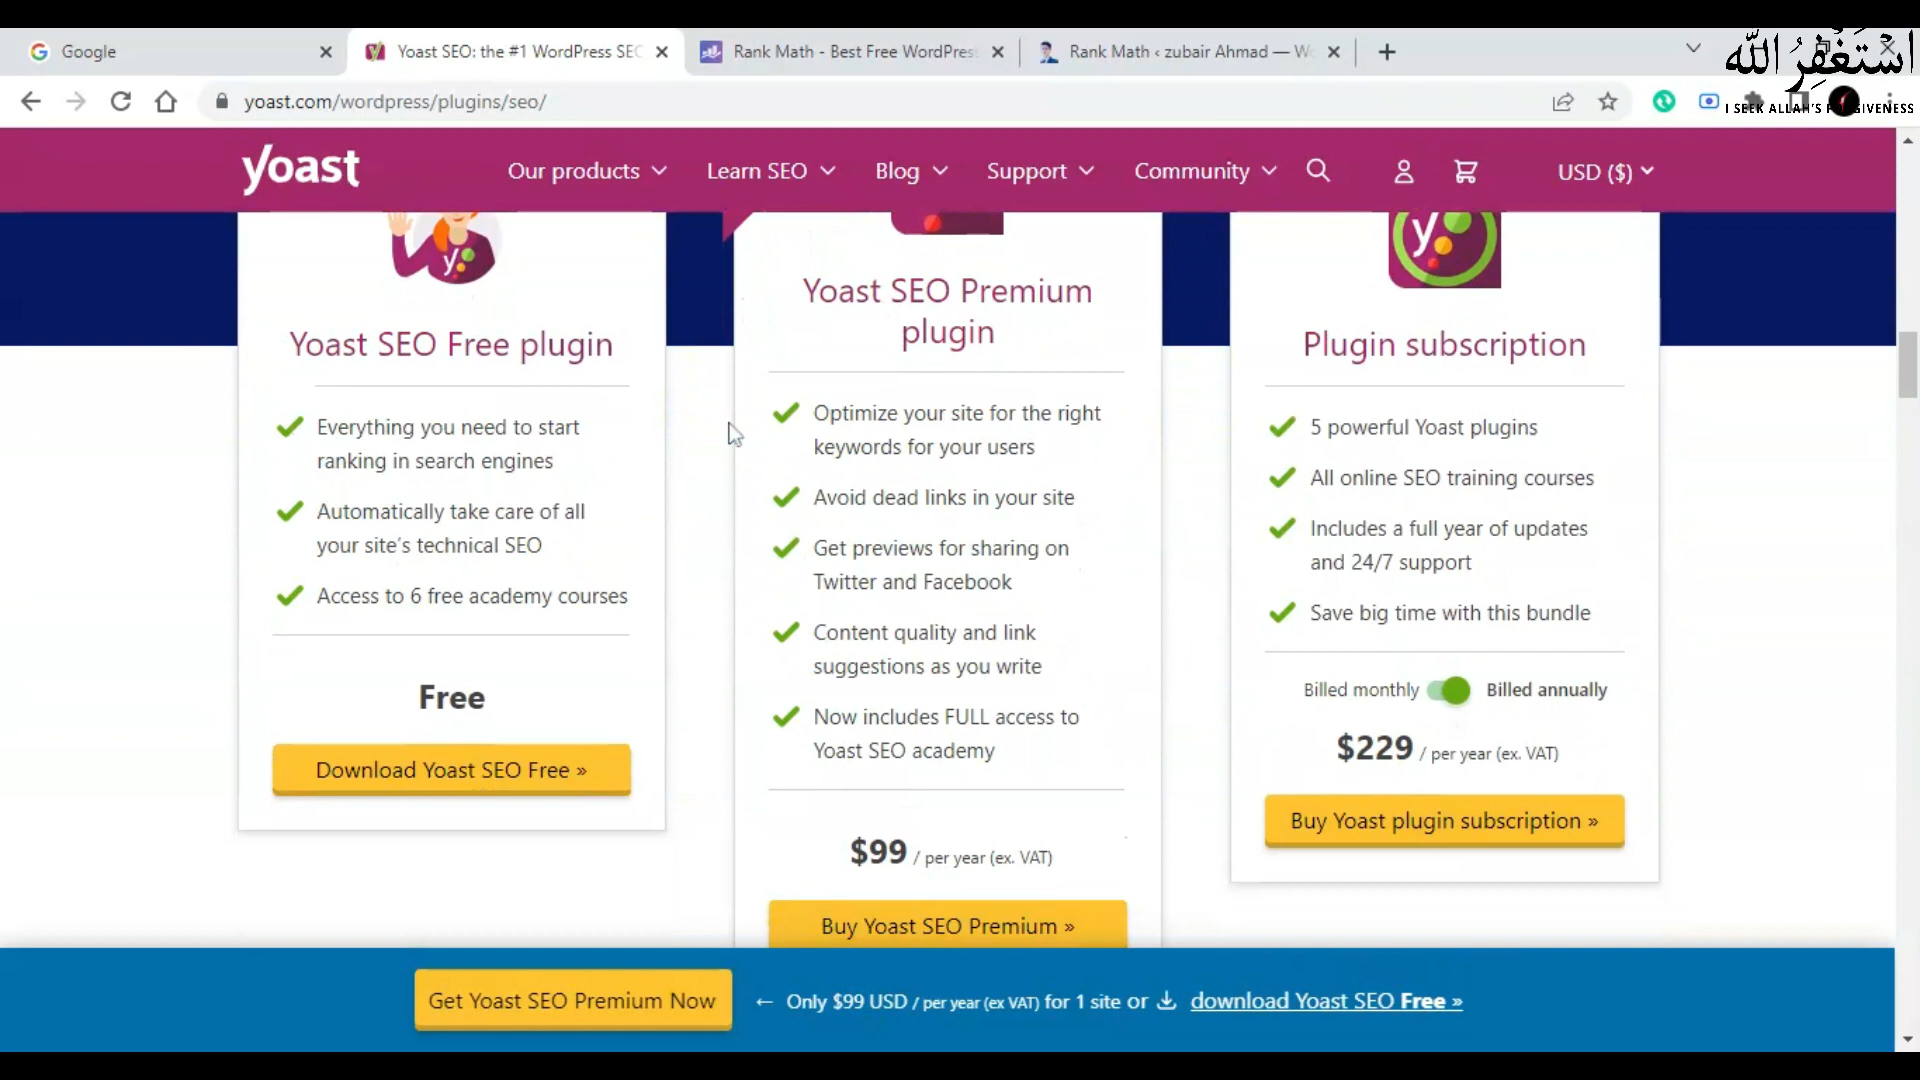 Google
Yoast SEO: the #1 WordPress SEO
Rank Math - Best Free WordPres
Rank Math ‹ zubair Ahmad — Wo
أستغفر الله
I SEEK ALLAH'S F GIVENESS
yoast.com/wordpress/plugins/seo/
yoast
Our products
Learn SEO
Blog
Support
Community
USD ($)
Yoast SEO Free plugin
Everything you need to start
ranking in search engines
Automatically take care of all
your site's technical SEO
Access to 6 free academy courses
Free
Download Yoast SEO Free »
Yoast SEO Premium
plugin
Optimize your site for the right
keywords for your users
Avoid dead links in your site
Get previews for sharing on
Twitter and Facebook
Content quality and link
suggestions as you write
Now includes FULL access to
Yoast SEO academy
$99 / per year (ex. VAT)
Buy Yoast SEO Premium »
y
Plugin subscription
5 powerful Yoast plugins
All online SEO training courses
Includes a full year of updates
and 24/7 support
Save big time with this bundle
Billed monthly Billed annually
$229 / per year (ex. VAT)
Buy Yoast plugin subscription »
Get Yoast SEO Premium Now
← Only $99 USD / per year (ex VAT) for 1 site or download Yoast SEO Free »